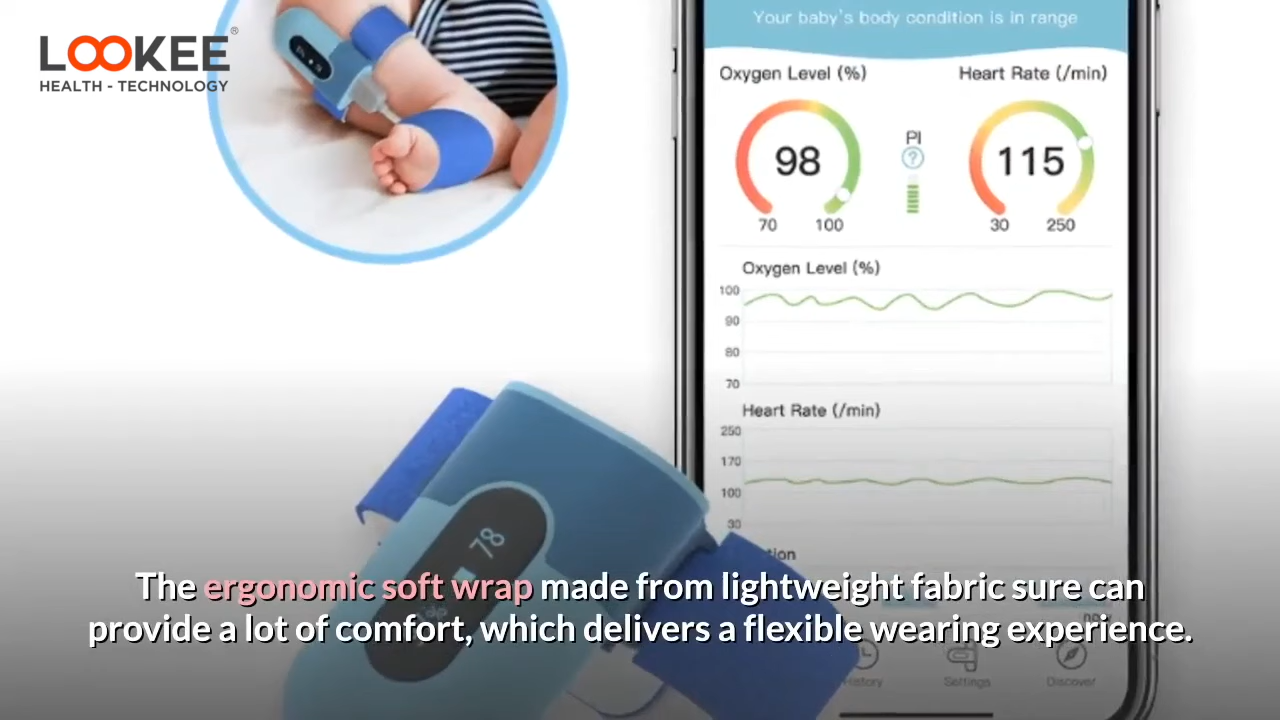 LOOKEE®
HEALTH - TECHNOLOGY
Your baby's body condition is in range
Oxygen Level (%)
Heart Rate (/min)
98
PI
?
115
70
100
30
250
Oxygen Level (%)
100
90
80
70
Heart Rate (/min)
250
170
100
30
78
The ergonomic soft wrap made from lightweight fabric sure can
provide a lot of comfort, which delivers a flexible wearing experience.
History
Settings
Discover